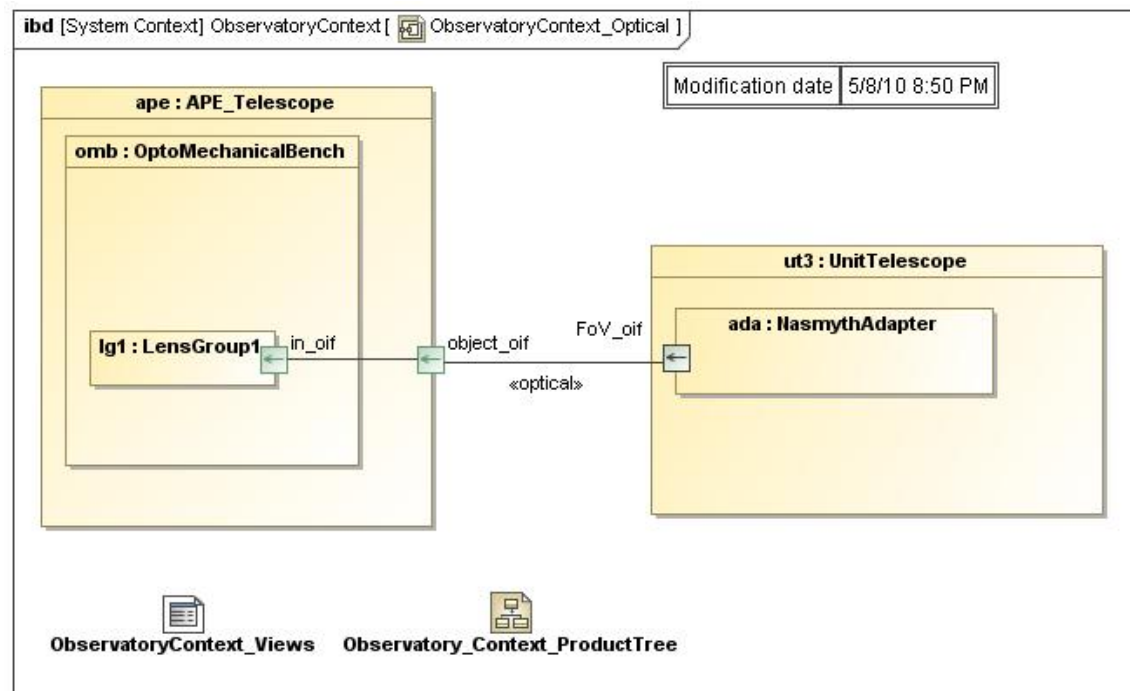 ibd [System Context] ObservatoryContext [ ObservatoryContext_Optical ]
Modification date 5/8/10 8:50 PM
ape : APE_Telescope
omb : OptoMechanicalBench
ut3 : UnitTelescope
ada : NasmythAdapter
lg1 : LensGroup1
in_oif
object_oif
FoV_oif
«optical»
ObservatoryContext_Views
Observatory_Context_ProductTree